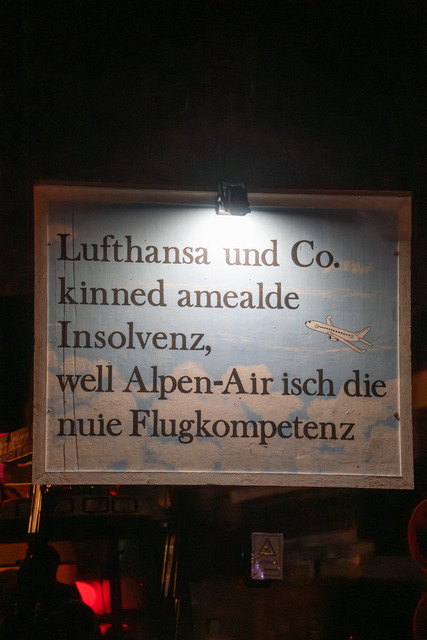 Lufthansa und Co.
kinned amealde
Insolvenz,
well Alpen-Air isch die
nuie Flugkompetenz